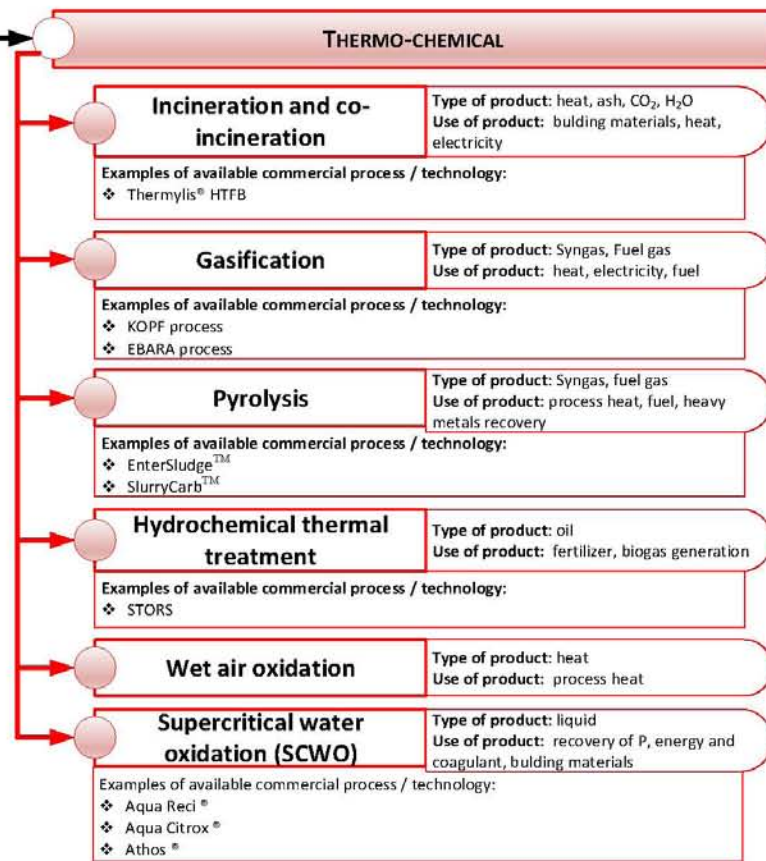 THERMO-CHEMICAL
Incineration and co-
incineration
Type of product: heat, ash, CO₂, H₂O
Use of product: bulding materials, heat,
electricity
Examples of available commercial process / technology:
❖ Thermylis® HTFB
Gasification
Type of product: Syngas, Fuel gas
Use of product: heat, electricity, fuel
Examples of available commercial process / technology:
❖ KOPF process
❖ EBARA process
Pyrolysis
Type of product: Syngas, fuel gas
Use of product: process heat, fuel, heavy
metals recovery
Examples of available commercial process / technology:
❖ EnterSludge™
❖ SlurryCarb™
Hydrochemical thermal
treatment
Type of product: oil
Use of product: fertilizer, biogas generation
Examples of available commercial process / technology:
❖ STORS
Wet air oxidation
Type of product: heat
Use of product: process heat
Supercritical water
oxidation (SCWO)
Type of product: liquid
Use of product: recovery of P, energy and
coagulant, bulding materials
Examples of available commercial process / technology:
❖ Aqua Reci ®
❖ Aqua Citrox ®
❖ Athos ®